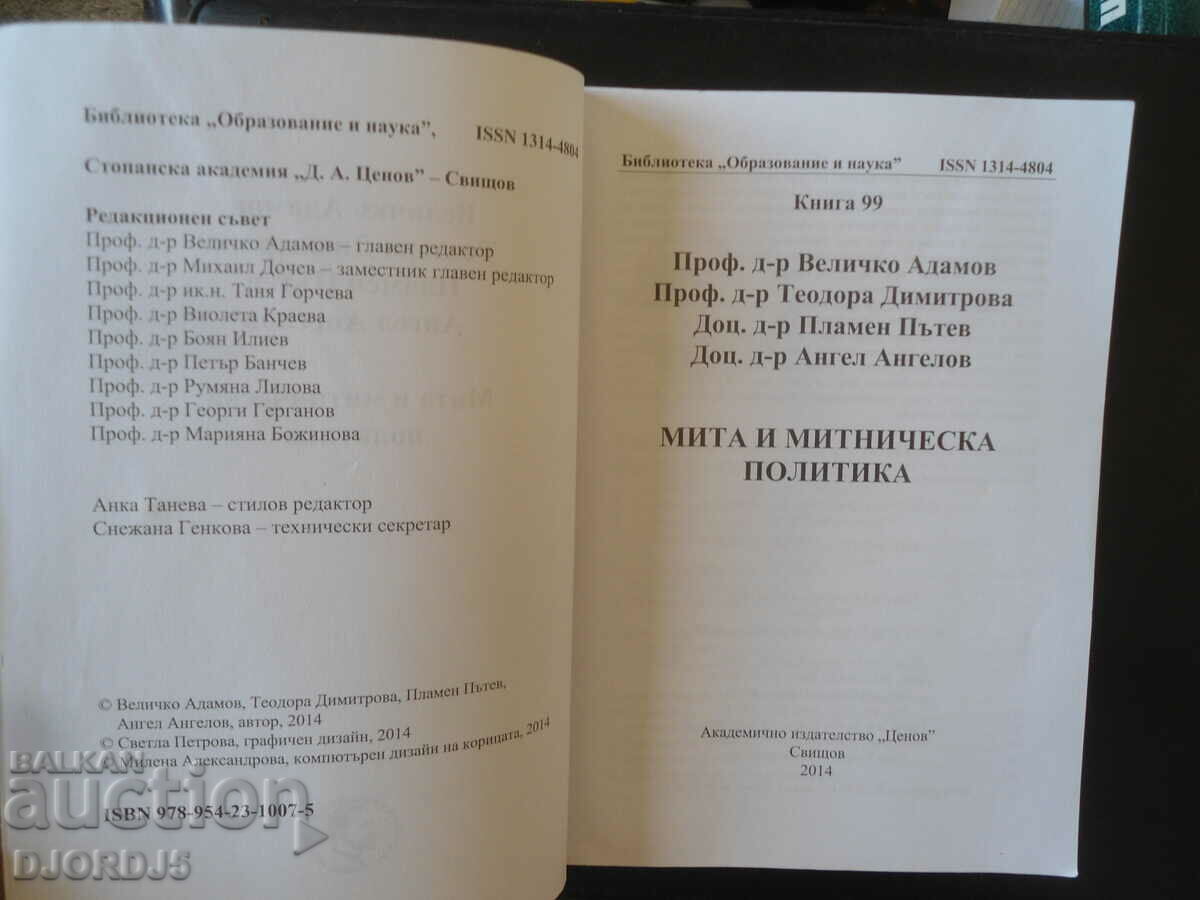 Библиотека „Образование и наука”, ISSN 1314-4804
Стопанска академия „Д. А. Ценов” – Свищов
Редакционен съвет
Проф. д-р Величко Адамов – главен редактор
Проф. д-р Михаил Дочев – заместник главен редактор
Проф. д-р ик.н. Таня Горчева
Проф. д-р Виолета Краева
Проф. д-р Боян Илиев
Проф. д-р Петър Банчев
Проф. д-р Румяна Лилова
Проф. д-р Георги Герганов
Проф. д-р Марияна Божинова
Анка Танева – стилов редактор
Снежана Генкова – технически секретар
© Величко Адамов, Теодора Димитрова, Пламен Пътев,
Ангел Ангелов, автор, 2014
© Светла Петрова, графичен дизайн, 2014
© Милена Александрова, компютърен дизайн на корицата, 2014
ISBN 978-954-23-1007-5
BALKAN
auction
DJORDJ5
Библиотека „Образование и наука” ISSN 1314-4804
Книга 99
Проф. д-р Величко Адамов
Проф. д-р Теодора Димитрова
Доц. д-р Пламен Пътев
Доц. д-р Ангел Ангелов
МИТА И МИТНИЧЕСКА
ПОЛИТИКА
Академично издателство „Ценов”
Свищов
2014